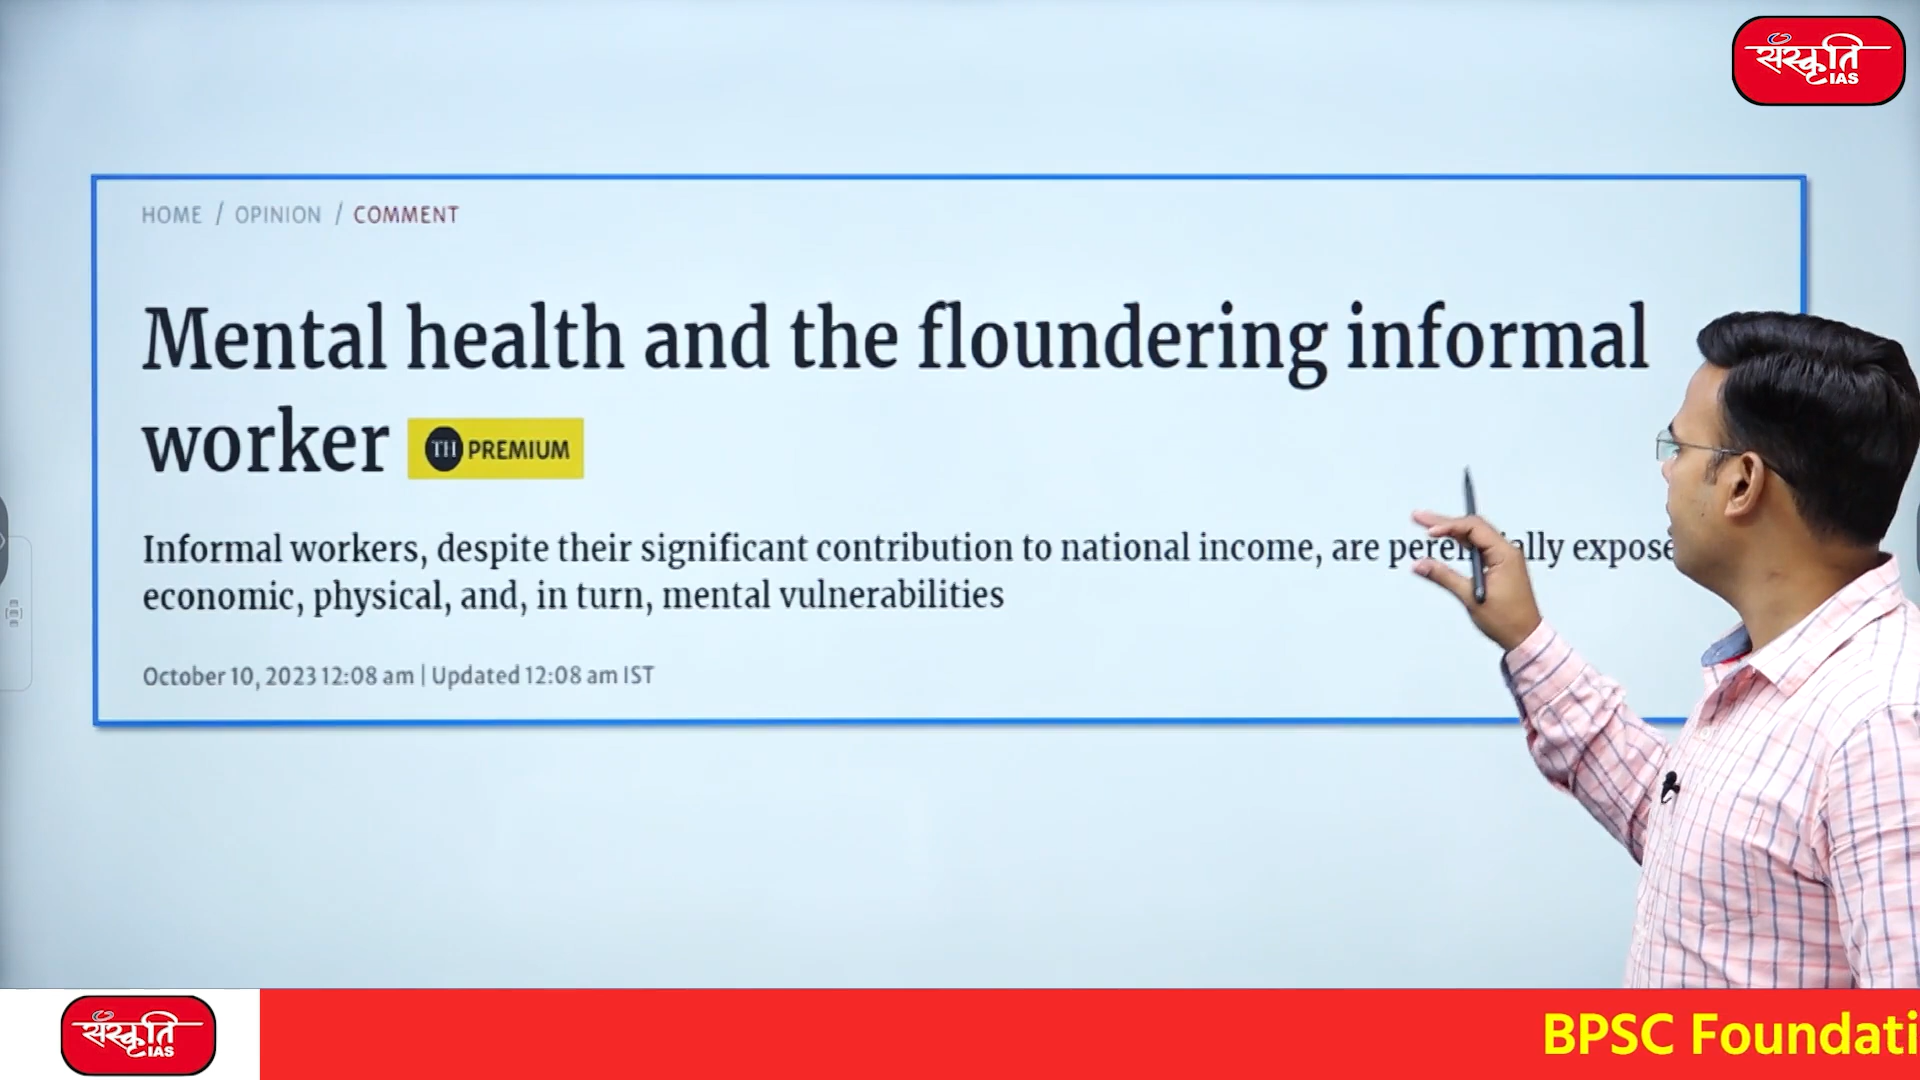 संस्कृति
IAS
HOME / OPINION / COMMENT
Mental health and the floundering informal
worker TH PREMIUM
Informal workers, despite their significant contribution to national income, are
economic, physical, and, in turn, mental vulnerabilities
October 10, 2023 12:08 am | Updated 12:08 am IST
संस्कृति
IAS
BPSC